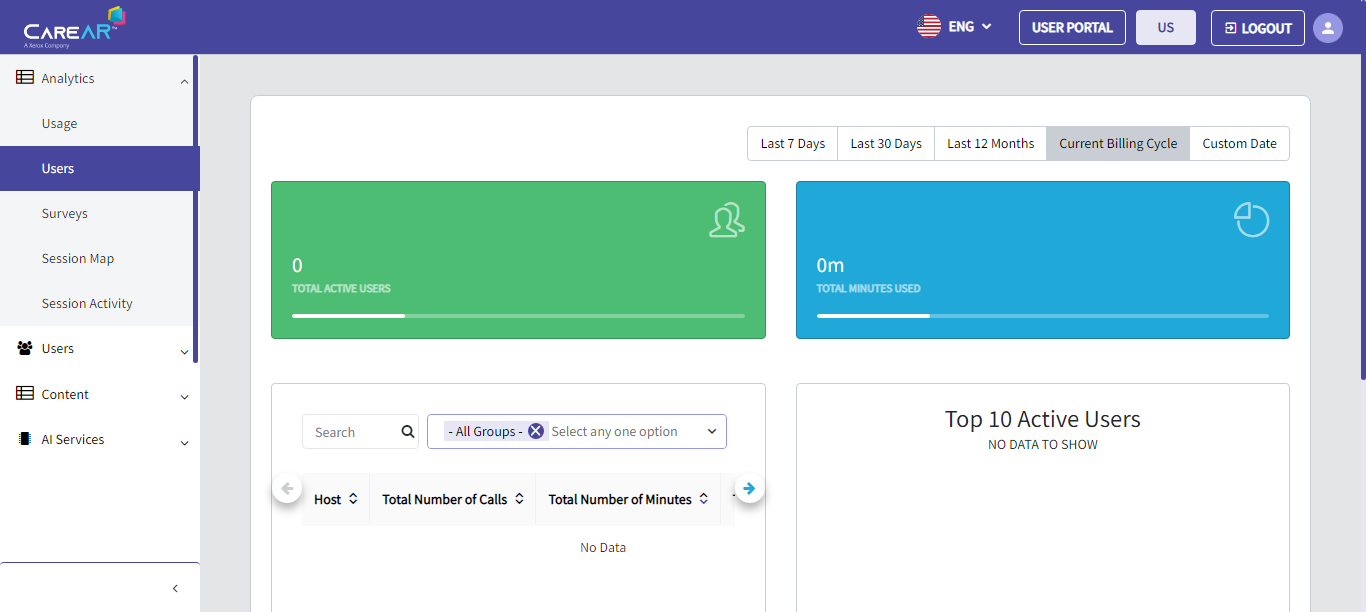 CAREAR™
A Xerox Company
ENG
USER PORTAL
US
LOGOUT
Analytics
Usage
Users
Surveys
Session Map
Session Activity
Users
Content
AI Services
Last 7 Days
Last 30 Days
Last 12 Months
Current Billing Cycle
Custom Date
0
TOTAL ACTIVE USERS
0m
TOTAL MINUTES USED
Search
- All Groups -
Select any one option
Host
Total Number of Calls
Total Number of Minutes
No Data
Top 10 Active Users
NO DATA TO SHOW